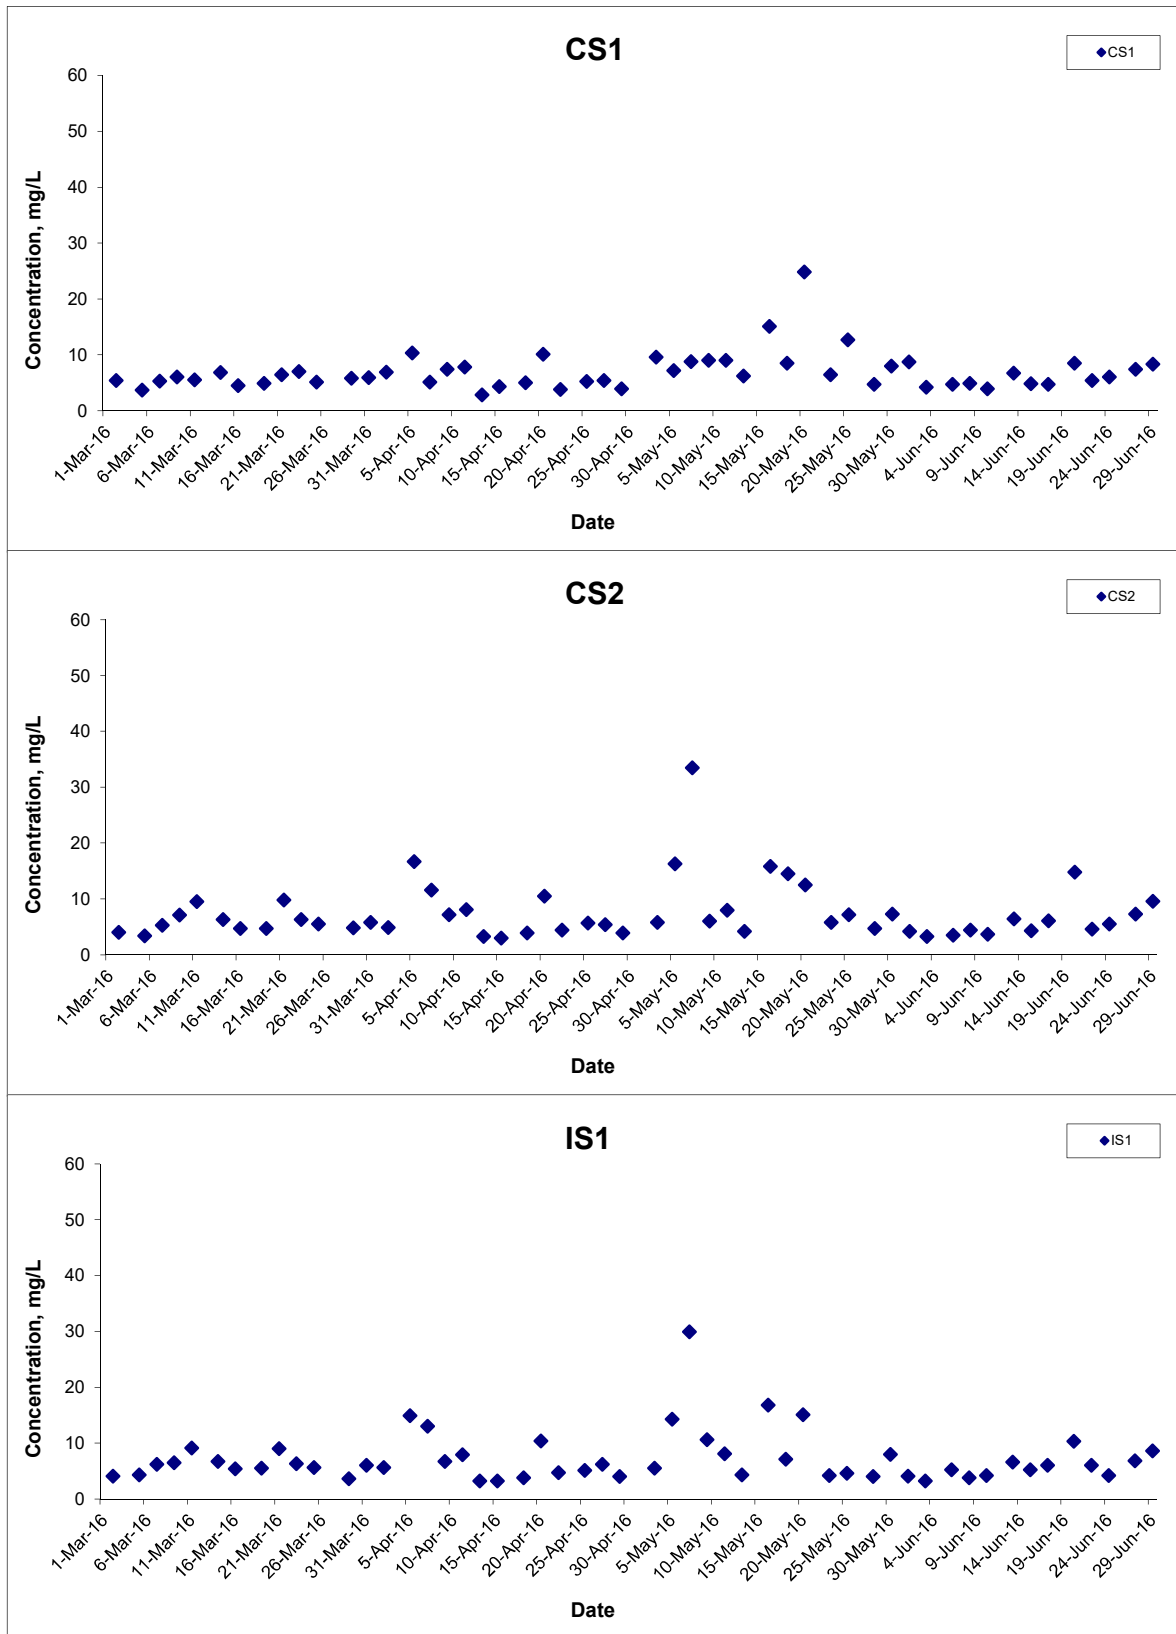 CS1
CS1
Concentration, mg/L
60
50
40
30
20
10
0
1-Mar-16
6-Mar-16
11-Mar-16
16-Mar-16
21-Mar-16
26-Mar-16
31-Mar-16
5-Apr-16
10-Apr-16
15-Apr-16
20-Apr-16
25-Apr-16
30-Apr-16
5-May-16
10-May-16
15-May-16
20-May-16
25-May-16
30-May-16
4-Jun-16
9-Jun-16
14-Jun-16
19-Jun-16
24-Jun-16
29-Jun-16
Date
CS2
CS2
Concentration, mg/L
60
50
40
30
20
10
0
1-Mar-16
6-Mar-16
11-Mar-16
16-Mar-16
21-Mar-16
26-Mar-16
31-Mar-16
5-Apr-16
10-Apr-16
15-Apr-16
20-Apr-16
25-Apr-16
30-Apr-16
5-May-16
10-May-16
15-May-16
20-May-16
25-May-16
30-May-16
4-Jun-16
9-Jun-16
14-Jun-16
19-Jun-16
24-Jun-16
29-Jun-16
Date
IS1
IS1
Concentration, mg/L
60
50
40
30
20
10
0
1-Mar-16
6-Mar-16
11-Mar-16
16-Mar-16
21-Mar-16
26-Mar-16
31-Mar-16
5-Apr-16
10-Apr-16
15-Apr-16
20-Apr-16
25-Apr-16
30-Apr-16
5-May-16
10-May-16
15-May-16
20-May-16
25-May-16
30-May-16
4-Jun-16
9-Jun-16
14-Jun-16
19-Jun-16
24-Jun-16
29-Jun-16
Date